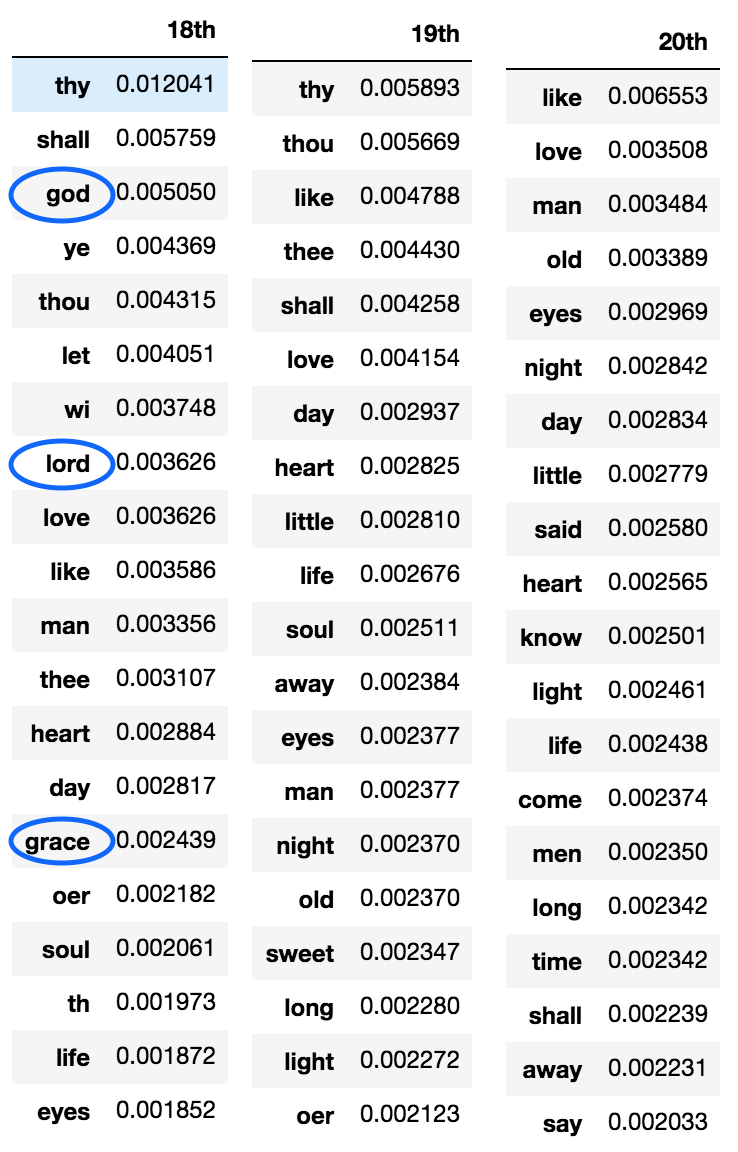 18th
thy 0.012041
shall 0.005759
god 0.005050
ye 0.004369
thou 0.004315
let 0.004051
wi 0.003748
lord 0.003626
love 0.003626
like 0.003586
man 0.003356
thee 0.003107
heart 0.002884
day 0.002817
grace 0.002439
oer 0.002182
soul 0.002061
th 0.001973
life 0.001872
eyes 0.001852
19th
thy 0.005893
thou 0.005669
like 0.004788
thee 0.004430
shall 0.004258
love 0.004154
day 0.002937
heart 0.002825
little 0.002810
life 0.002676
soul 0.002511
away 0.002384
eyes 0.002377
man 0.002377
night 0.002370
old 0.002370
sweet 0.002347
long 0.002280
light 0.002272
oer 0.002123
20th
like 0.006553
love 0.003508
man 0.003484
old 0.003389
eyes 0.002969
night 0.002842
day 0.002834
little 0.002779
said 0.002580
heart 0.002565
know 0.002501
light 0.002461
life 0.002438
come 0.002374
men 0.002350
long 0.002342
time 0.002342
shall 0.002239
away 0.002231
say 0.002033